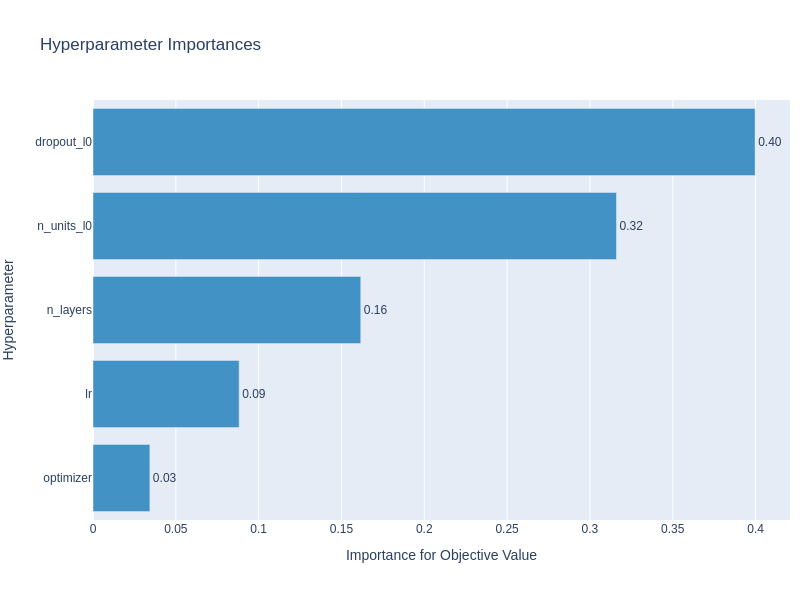 Hyperparameter Importances
Hyperparameter
dropout_l0 0.40
n_units_l0 0.32
n_layers 0.16
lr 0.09
optimizer 0.03
0 0.05 0.1 0.15 0.2 0.25 0.3 0.35 0.4
Importance for Objective Value